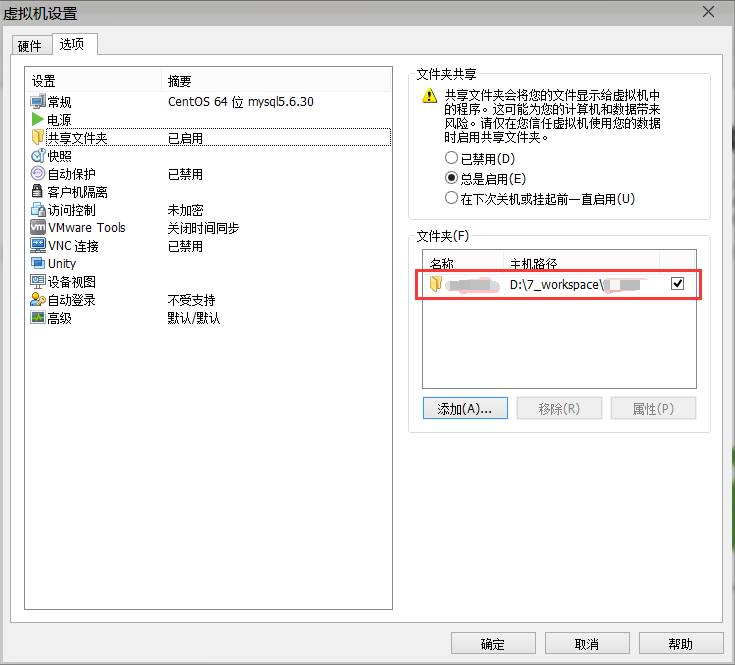 虚拟机设置
硬件 选项
设置 摘要
常规 CentOS 64 位 mysql5.6.30
电源
共享文件夹 已启用
快照
自动保护 已禁用
客户机隔离
访问控制 未加密
VMware Tools 关闭时间同步
VNC 连接 已禁用
Unity
设备视图
自动登录 不受支持
高级 默认/默认
文件夹共享
共享文件夹会将您的文件显示给虚拟机中
的程序。这可能为您的计算机和数据带来
风险。请仅在您信任虚拟机使用您的数据
时启用共享文件夹。
已禁用(D)
总是启用(E)
在下次关机或挂起前一直启用(U)
文件夹(F)
名称 主机路径
D:\7_workspace\
添加(A)... 移除(R) 属性(P)
确定 取消 帮助